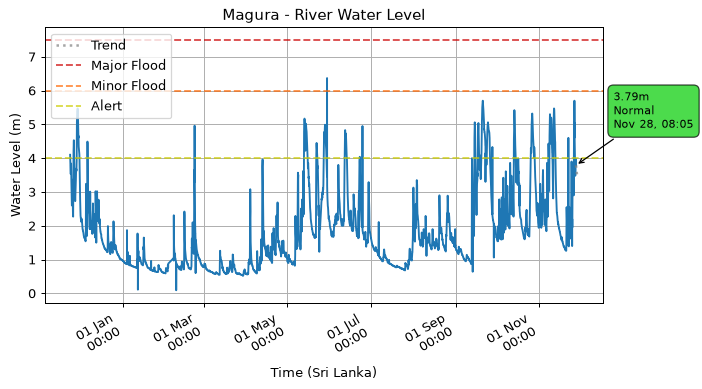 Magura - River Water Level
Trend
Major Flood
Minor Flood
Alert
3.79m
Normal
Nov 28, 08:05
Water Level (m)
7
6
5
4
3
2
1
0
01 Jan
00:00
01 Mar
00:00
01 May
00:00
01 Jul
00:00
01 Sep
00:00
01 Nov
00:00
Time (Sri Lanka)